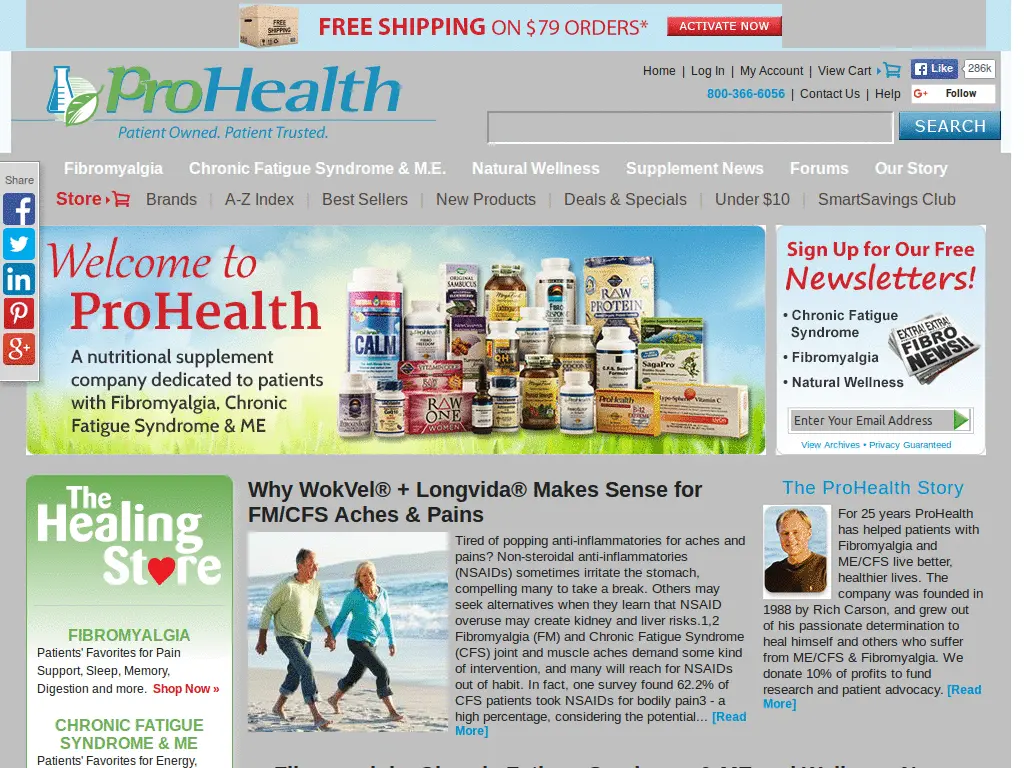 FREE SHIPPING ON $79 ORDERS*
ACTIVATE NOW
FREE SHIPPING
ProHealth
Patient Owned. Patient Trusted.
Home | Log In | My Account | View Cart
Like 286k
800-366-6056 | Contact Us | Help
G+ Follow
SEARCH
Fibromyalgia Chronic Fatigue Syndrome & M.E. Natural Wellness Supplement News Forums Our Story
Store Brands | A-Z Index | Best Sellers | New Products | Deals & Specials | Under $10 | SmartSavings Club
Share
Welcome to
ProHealth
A nutritional supplement
company dedicated to patients
with Fibromyalgia, Chronic
Fatigue Syndrome & ME
NATURAL VITALITY
CALM
ORIGINAL
SAMBUCUS
RAW
PROTEIN
SagaPro
RAW
ONE
WOMEN
ProHealth
B-12
Vitamin C
Sign Up for Our Free
Newsletters!
• Chronic Fatigue
Syndrome
• Fibromyalgia
• Natural Wellness
EXTRA! EXTRA!
FIBRO
NEWS!!
Enter Your Email Address
View Archives • Privacy Guaranteed
The
Healing
Store
FIBROMYALGIA
Patients' Favorites for Pain
Support, Sleep, Memory,
Digestion and more. Shop Now »
CHRONIC FATIGUE
SYNDROME & ME
Patients' Favorites for Energy,
Why WokVel® + Longvida® Makes Sense for
FM/CFS Aches & Pains
Tired of popping anti-inflammatories for aches and
pains? Non-steroidal anti-inflammatories
(NSAIDs) sometimes irritate the stomach,
compelling many to take a break. Others may
seek alternatives when they learn that NSAID
overuse may create kidney and liver risks.1,2
Fibromyalgia (FM) and Chronic Fatigue Syndrome
(CFS) joint and muscle aches demand some kind
of intervention, and many will reach for NSAIDs
out of habit. In fact, one survey found 62.2% of
CFS patients took NSAIDs for bodily pain3 - a
high percentage, considering the potential... [Read
More]
The ProHealth Story
For 25 years ProHealth
has helped patients with
Fibromyalgia and
ME/CFS live better,
healthier lives. The
company was founded in
1988 by Rich Carson, and grew out
of his passionate determination to
heal himself and others who suffer
from ME/CFS & Fibromyalgia. We
donate 10% of profits to fund
research and patient advocacy. [Read
More]